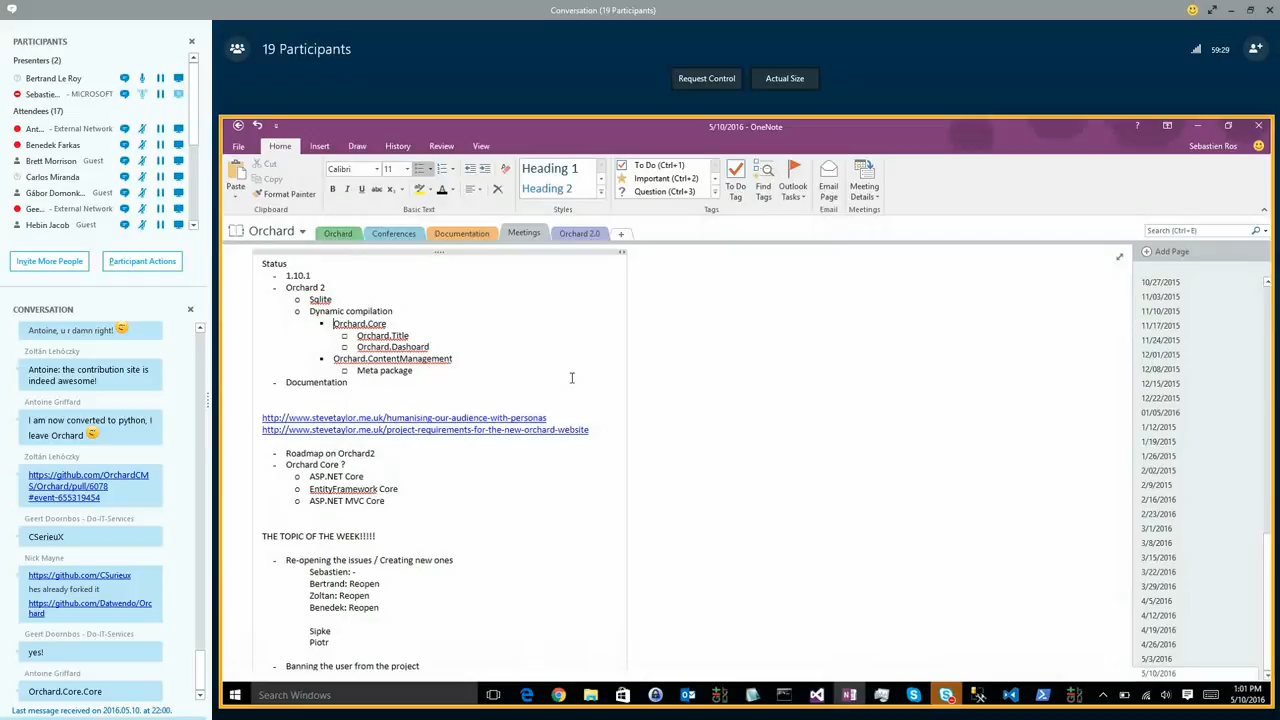 Conversation (19 Participants)
PARTICIPANTS
Presenters (2)
Bertrand Le Roy
Sebastie... - MICROSOFT
Attendees (17)
Ant... - External Network
Benedek Farkas
Brett Morrison Guest
Carlos Miranda
Gábor Domonk...
Gee... - External Network
Hebin Jacob Guest
Invite More People
Participant Actions
CONVERSATION
Antoine, u r damn right!
Zoltán Lehóczky
Antoine: the contribution site is
indeed awesome!
Antoine Griffard
I am now converted to python, I
leave Orchard
Zoltán Lehóczky
https://github.com/OrchardCM
S/Orchard/pull/6078
#event-655319454
Geert Doornbos - Do-IT-Services
CSerieuX
Nick Mayne
https://github.com/CSurieux
hes already forked it
https://github.com/Datwendo/Orc
hard
Geert Doornbos - Do-IT-Services
yes!
Antoine Griffard
Orchard.Core.Core
Last message received on 2016.05.10. at 22:00.
19 Participants
59:29
Request Control
Actual Size
5/10/2016 - OneNote
File
Home
Insert
Draw
History
Review
View
Sebastien Ros
Paste
Cut
Copy
Format Painter
Clipboard
Calibri
11
B I U abc
Basic Text
Heading 1
Heading 2
Styles
To Do (Ctrl+1)
Important (Ctrl+2)
Question (Ctrl+3)
To Do
Tag
Find
Tags
Tags
Outlook
Tasks
Email
Page
Email
Meeting
Details
Meetings
Orchard
Orchard
Conferences
Documentation
Meetings
Orchard 2.0
Search (Ctrl+E)
Status
- 1.10.1
- Orchard 2
o Sqlite
o Dynamic compilation
Orchard.Core
Orchard.Title
Orchard.Dashoard
Orchard.ContentManagement
Meta package
- Documentation
http://www.stevetaylor.me.uk/humanising-our-audience-with-personas
http://www.stevetaylor.me.uk/project-requirements-for-the-new-orchard-website
- Roadmap on Orchard2
- Orchard Core ?
o ASP.NET Core
o EntityFramework Core
o ASP.NET MVC Core
THE TOPIC OF THE WEEK!!!!!
- Re-opening the issues / Creating new ones
Sebastien: -
Bertrand: Reopen
Zoltan: Reopen
Benedek: Reopen
Sipke
Piotr
- Banning the user from the project
Add Page
10/27/2015
11/03/2015
11/10/2015
11/17/2015
11/24/2015
12/01/2015
12/08/2015
12/15/2015
12/22/2015
01/05/2016
1/12/2015
1/19/2015
1/26/2015
2/02/2015
2/9/2015
2/16/2016
2/23/2016
3/1/2016
3/8/2016
3/15/2016
3/22/2016
3/29/2016
4/5/2016
4/12/2016
4/19/2016
4/26/2016
5/3/2016
5/10/2016
Search Windows
1:01 PM
5/10/2016